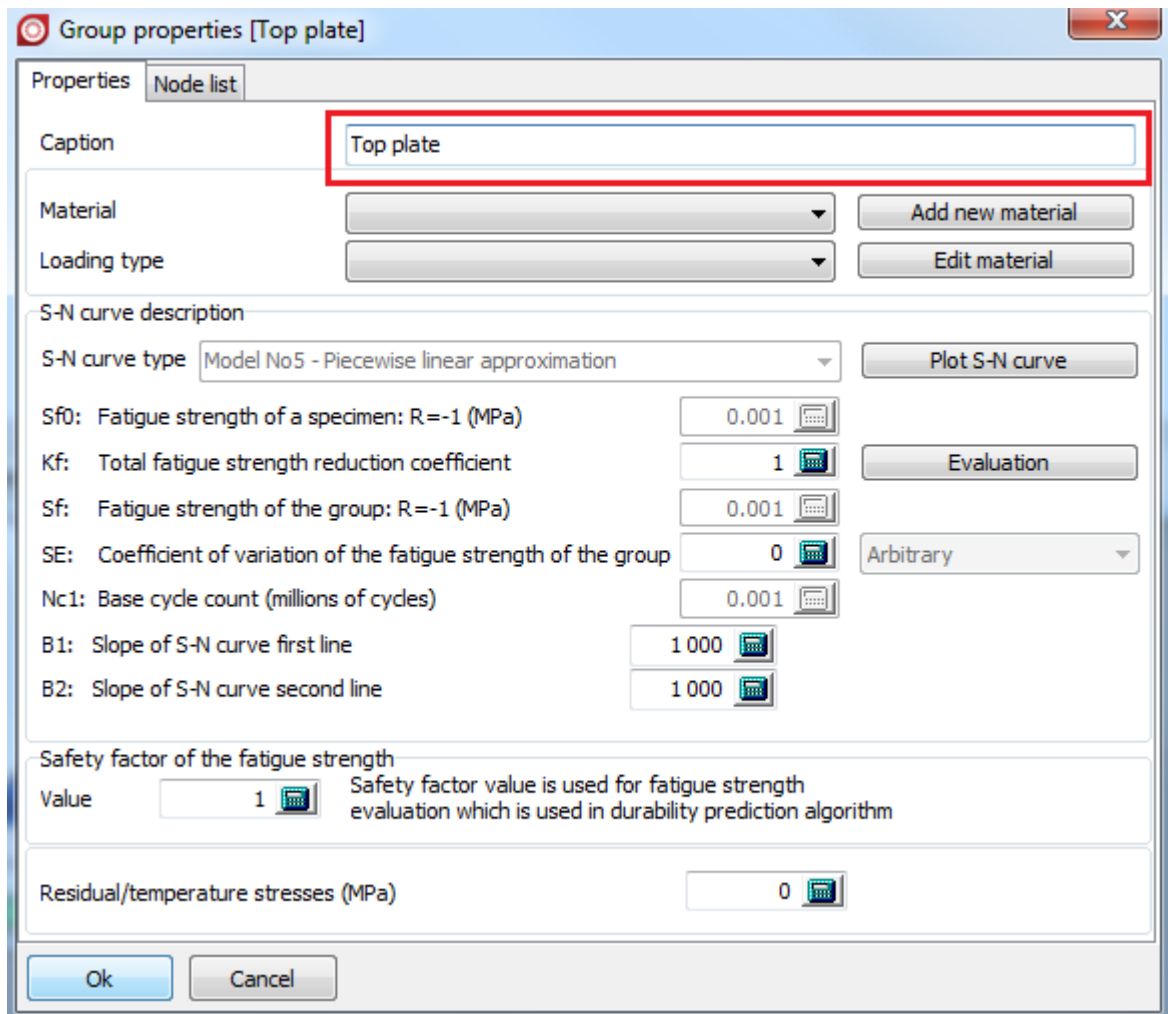 Group properties [Top plate]
Properties Node list
Caption Top plate
Material Add new material
Loading type Edit material
S-N curve description
S-N curve type Model No5 - Piecewise linear approximation Plot S-N curve
Sf0: Fatigue strength of a specimen: R=-1 (MPa) 0.001
Kf: Total fatigue strength reduction coefficient 1 Evaluation
Sf: Fatigue strength of the group: R=-1 (MPa) 0.001
SE: Coefficient of variation of the fatigue strength of the group 0 Arbitrary
Nc1: Base cycle count (millions of cycles) 0.001
B1: Slope of S-N curve first line 1 000
B2: Slope of S-N curve second line 1 000
Safety factor of the fatigue strength
Value 1 Safety factor value is used for fatigue strength
evaluation which is used in durability prediction algorithm
Residual/temperature stresses (MPa) 0
Ok Cancel